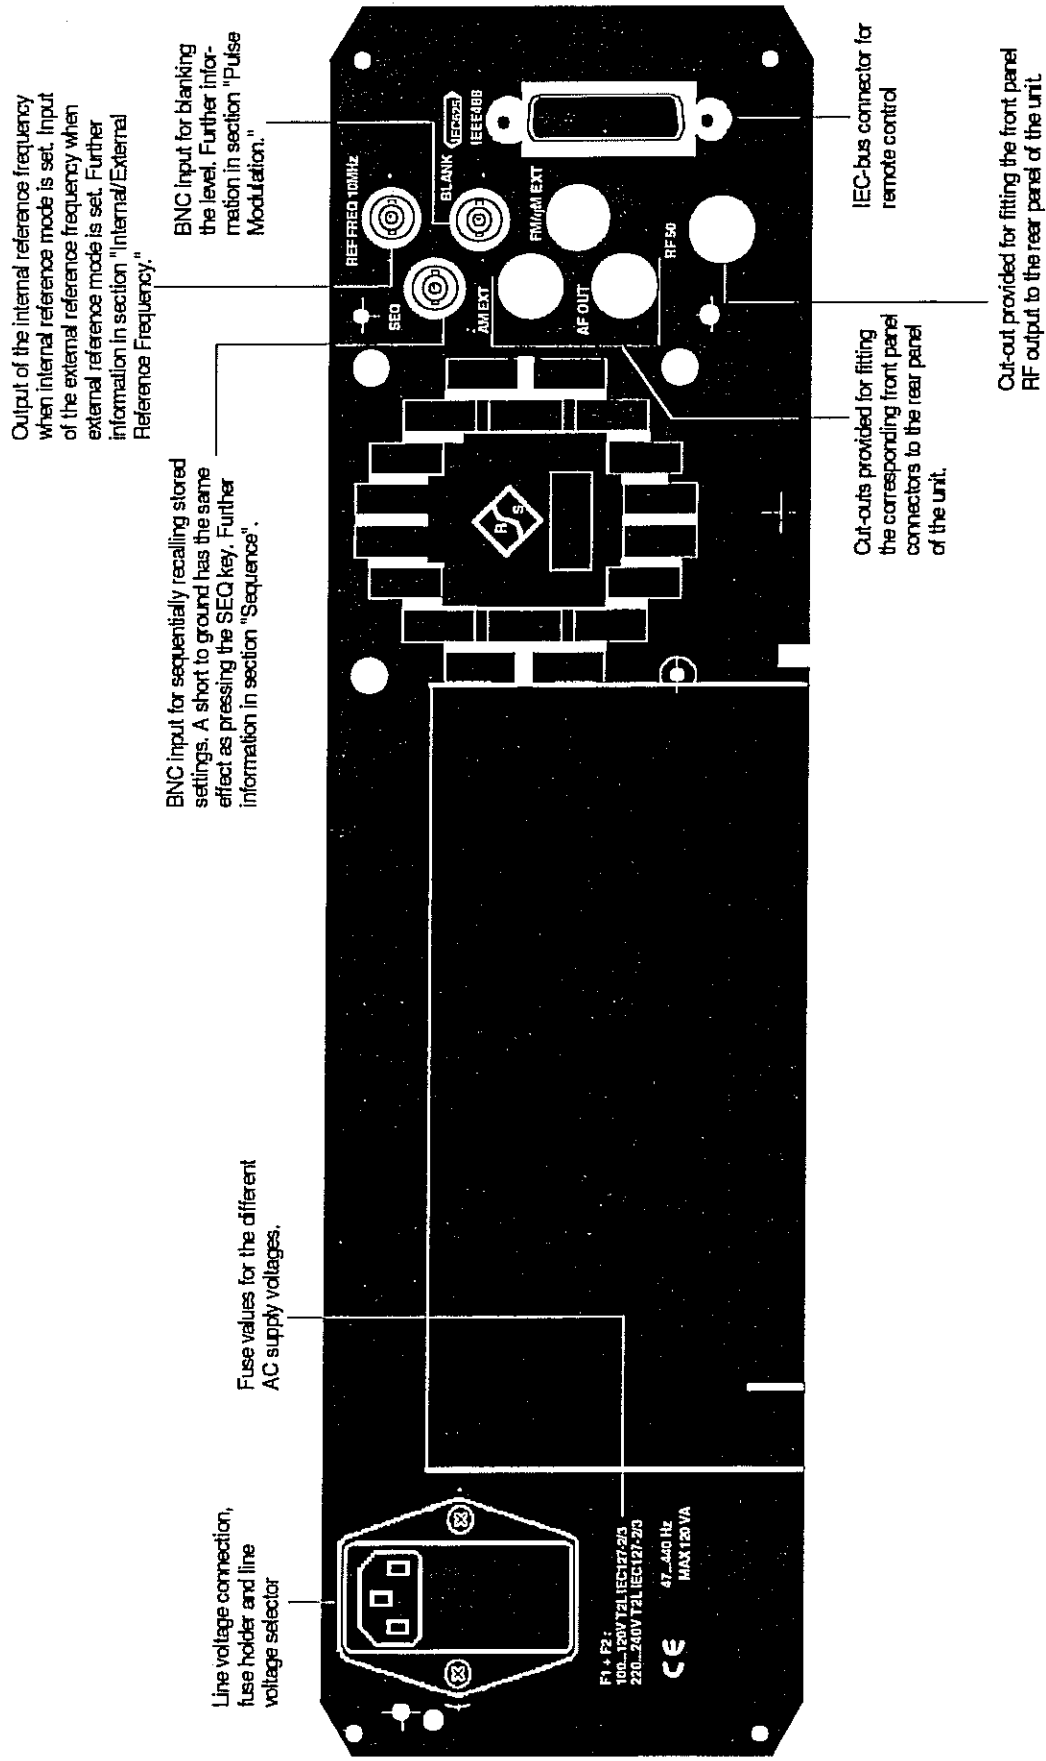 Line voltage connection,
fuse holder and line
voltage selector
Fuse values for the different
AC supply voltages.
BNC input for sequentially recalling stored
settings. A short to ground has the same
effect as pressing the SEQ key. Further
information in section "Sequence".
Output of the internal reference frequency
when internal reference mode is set. Input
of the external reference frequency when
external reference mode is set. Further
information in section "Internal/External
Reference Frequency."
BNC input for blanking
the level. Further infor-
mation in section "Pulse
Modulation."
REF FREQ 10MHz
SEQ
BLANK
IEC625
IEEE488
AM EXT
FM/φM EXT
AF OUT
RF 50
R S
F1 + F2 :
100...120V T2L IEC127-2/3
220...240V T2L IEC127-2/3
47...440 Hz
MAX 120 VA
CE
Cut-outs provided for fitting
the corresponding front panel
connectors to the rear panel
of the unit.
IEC-bus connector for
remote control
Cut-out provided for fitting the front panel
RF output to the rear panel of the unit.